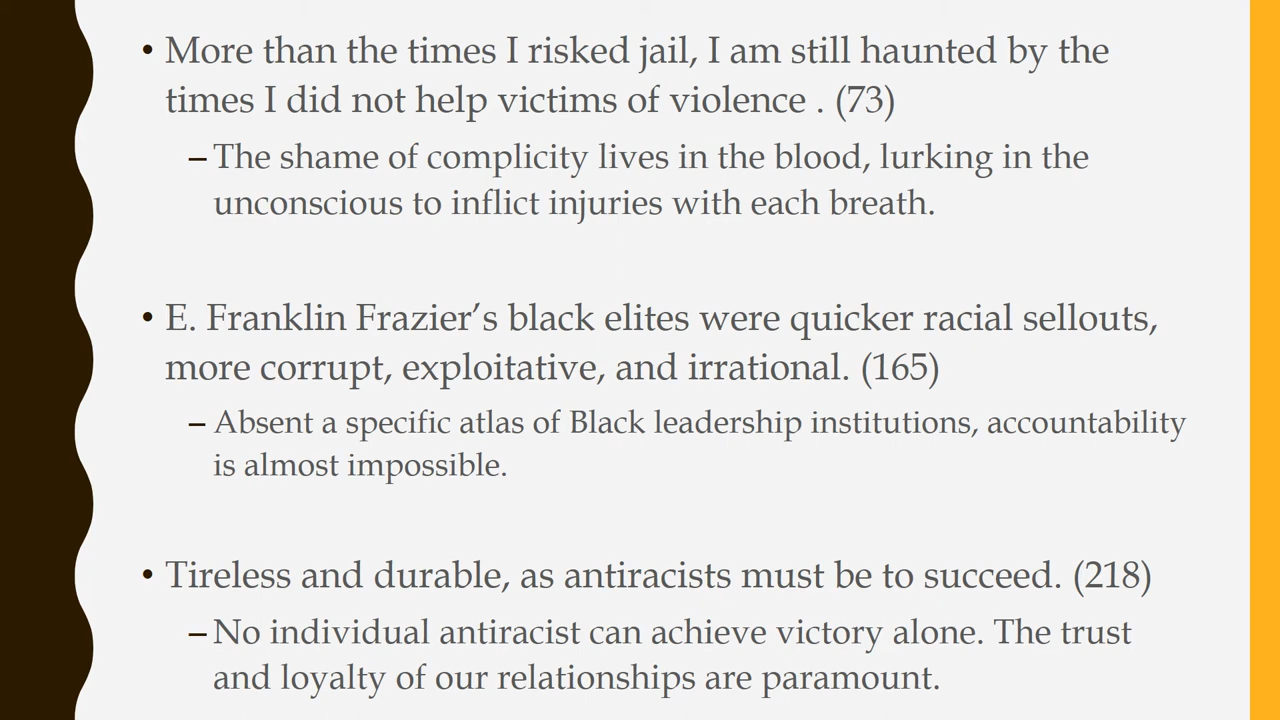 • More than the times I risked jail, I am still haunted by the
times I did not help victims of violence . (73)
– The shame of complicity lives in the blood, lurking in the
unconscious to inflict injuries with each breath.
• E. Franklin Frazier’s black elites were quicker racial sellouts,
more corrupt, exploitative, and irrational. (165)
– Absent a specific atlas of Black leadership institutions, accountability
is almost impossible.
• Tireless and durable, as antiracists must be to succeed. (218)
– No individual antiracist can achieve victory alone. The trust
and loyalty of our relationships are paramount.